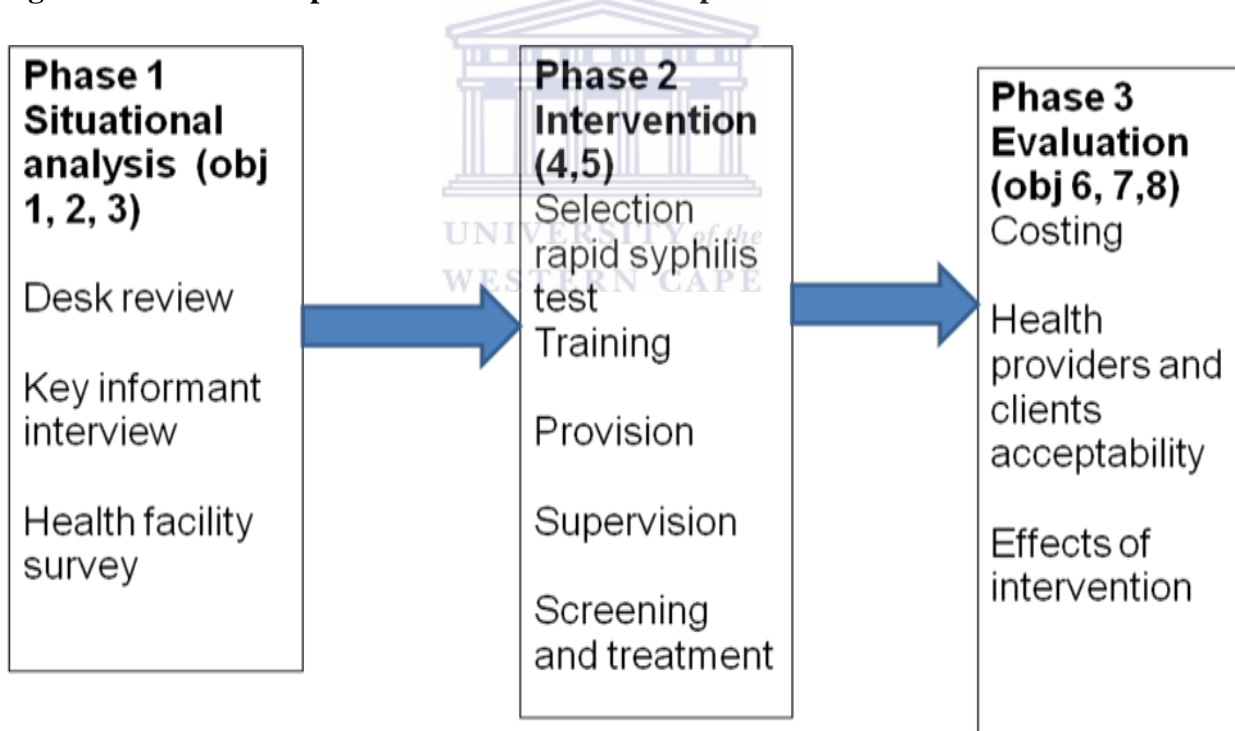 Phase 1
Situational
analysis (obj
1, 2, 3)
Desk review
Key informant
interview
Health facility
survey
Phase 2
Intervention
(4,5)
Selection
rapid syphilis
test
Training
Provision
Supervision
Screening
and treatment
Phase 3
Evaluation
(obj 6, 7,8)
Costing
Health
providers and
clients
acceptability
Effects of
intervention
UNIVERSITY of the
WESTERN CAPE